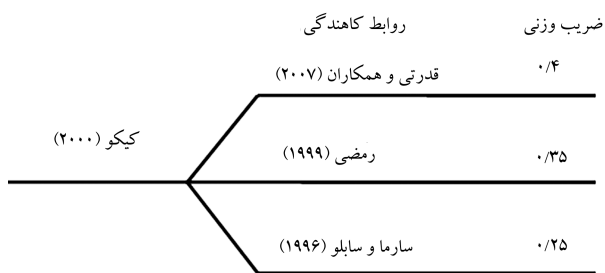 ضریب وزنی روابط کاهندگی
۰/۴ قدرتی و همکاران (۲۰۰۷)
کیکو (۲۰۰۰)
۰/۳۵ رمضی (۱۹۹۹)
۰/۲۵ سارما و سابلو (۱۹۹۶)